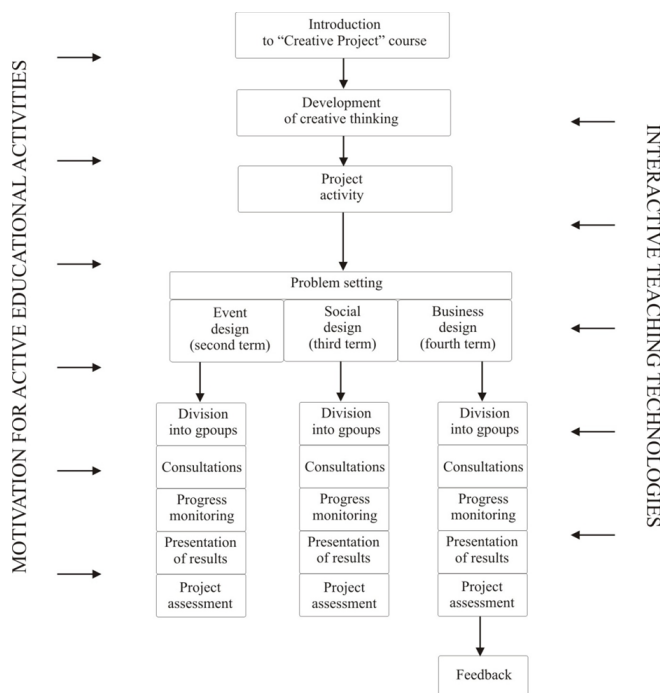 MOTIVATION FOR ACTIVE EDUCATIONAL ACTIVITIES
Introduction
to “Creative Project” course
Development
of creative thinking
Project
activity
Problem setting
Event
design
(second term)
Social
design
(third term)
Business
design
(fourth term)
Division
into gpoups
Consultations
Progress
monitoring
Presentation
of results
Project
assessment
Division
into gpoups
Consultations
Progress
monitoring
Presentation
of results
Project
assessment
Division
into gpoups
Consultations
Progress
monitoring
Presentation
of results
Project
assessment
Feedback
INTERACTIVE TEACHING TECHNOLOGIES